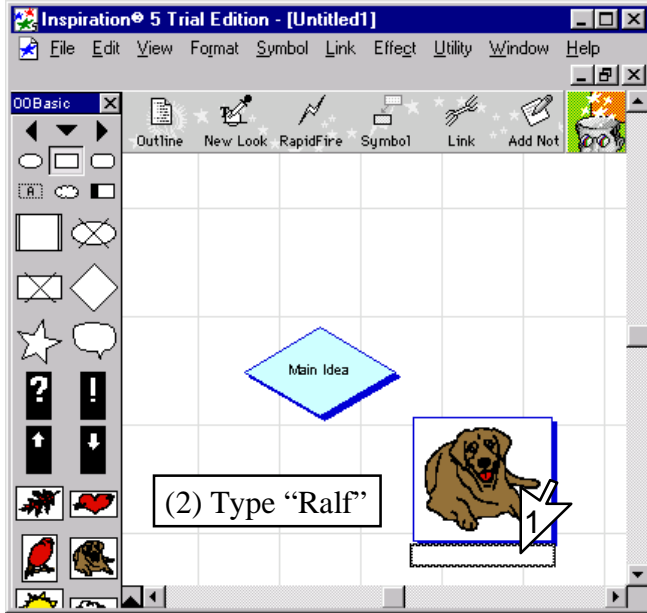 Inspiration® 5 Trial Edition - [Untitled1]
File Edit View Format Symbol Link Effect Utility Window Help
00Basic
Outline New Look RapidFire Symbol Link Add Not
A
? !
Main Idea
(2) Type “Ralf”
1